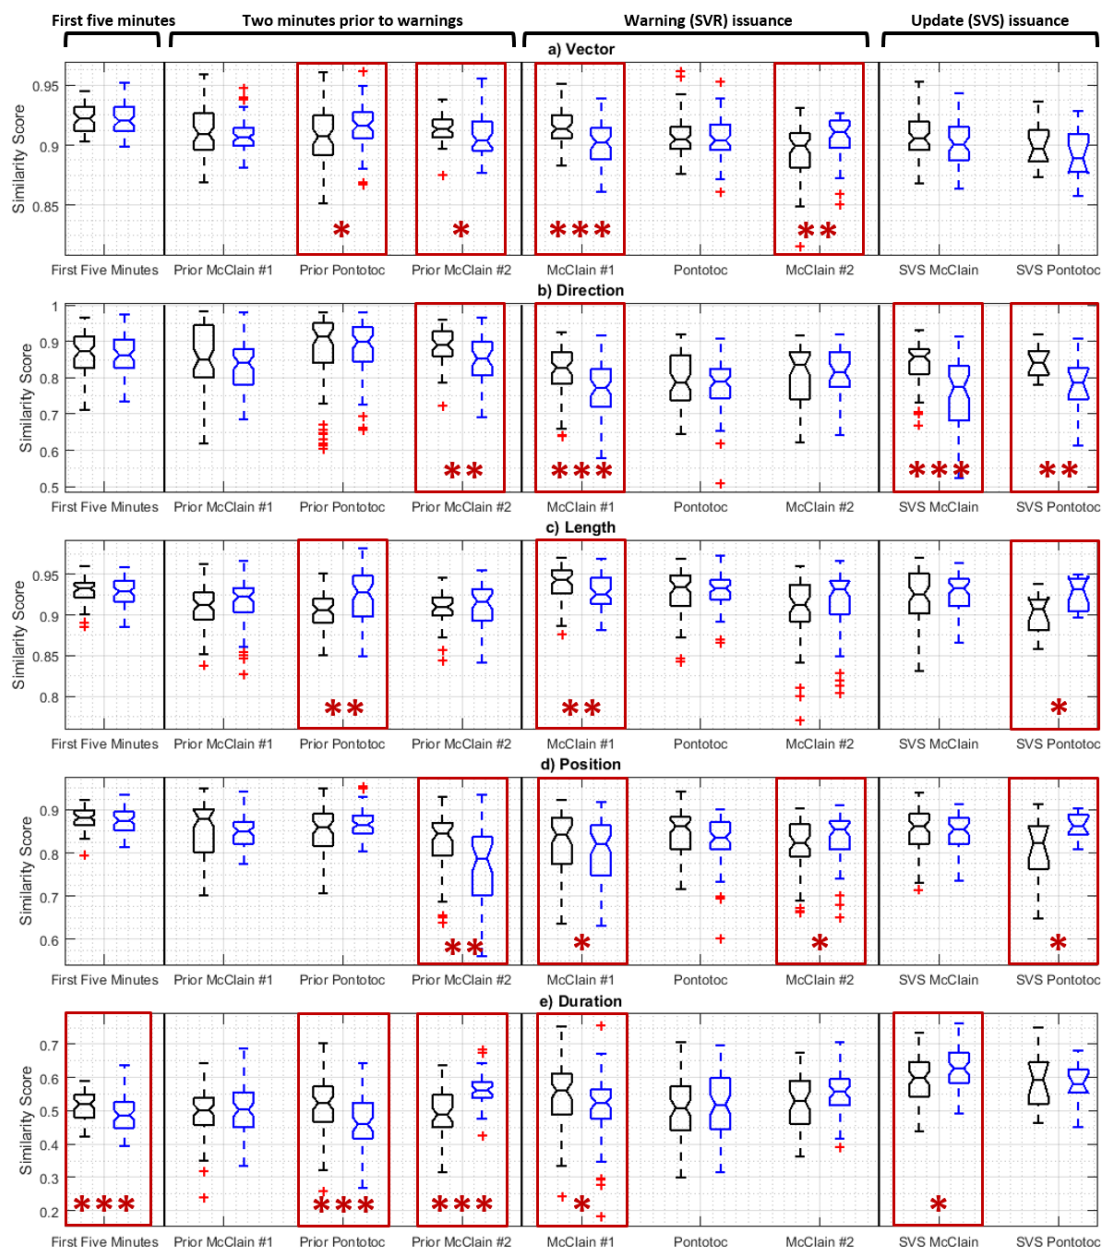 First five minutes Two minutes prior to warnings Warning (SVR) issuance Update (SVS) issuance
a) Vector
Similarity Score
0.95
0.9
0.85
* * *** **
First Five Minutes Prior McClain #1 Prior Pontotoc Prior McClain #2 McClain #1 Pontotoc McClain #2 SVS McClain SVS Pontotoc
b) Direction
Similarity Score
1
0.9
0.8
0.7
0.6
0.5
** *** *** **
First Five Minutes Prior McClain #1 Prior Pontotoc Prior McClain #2 McClain #1 Pontotoc McClain #2 SVS McClain SVS Pontotoc
c) Length
Similarity Score
0.95
0.9
0.85
0.8
** ** *
First Five Minutes Prior McClain #1 Prior Pontotoc Prior McClain #2 McClain #1 Pontotoc McClain #2 SVS McClain SVS Pontotoc
d) Position
Similarity Score
0.9
0.8
0.7
0.6
** * * *
First Five Minutes Prior McClain #1 Prior Pontotoc Prior McClain #2 McClain #1 Pontotoc McClain #2 SVS McClain SVS Pontotoc
e) Duration
Similarity Score
0.7
0.6
0.5
0.4
0.3
0.2
*** *** *** * *
First Five Minutes Prior McClain #1 Prior Pontotoc Prior McClain #2 McClain #1 Pontotoc McClain #2 SVS McClain SVS Pontotoc